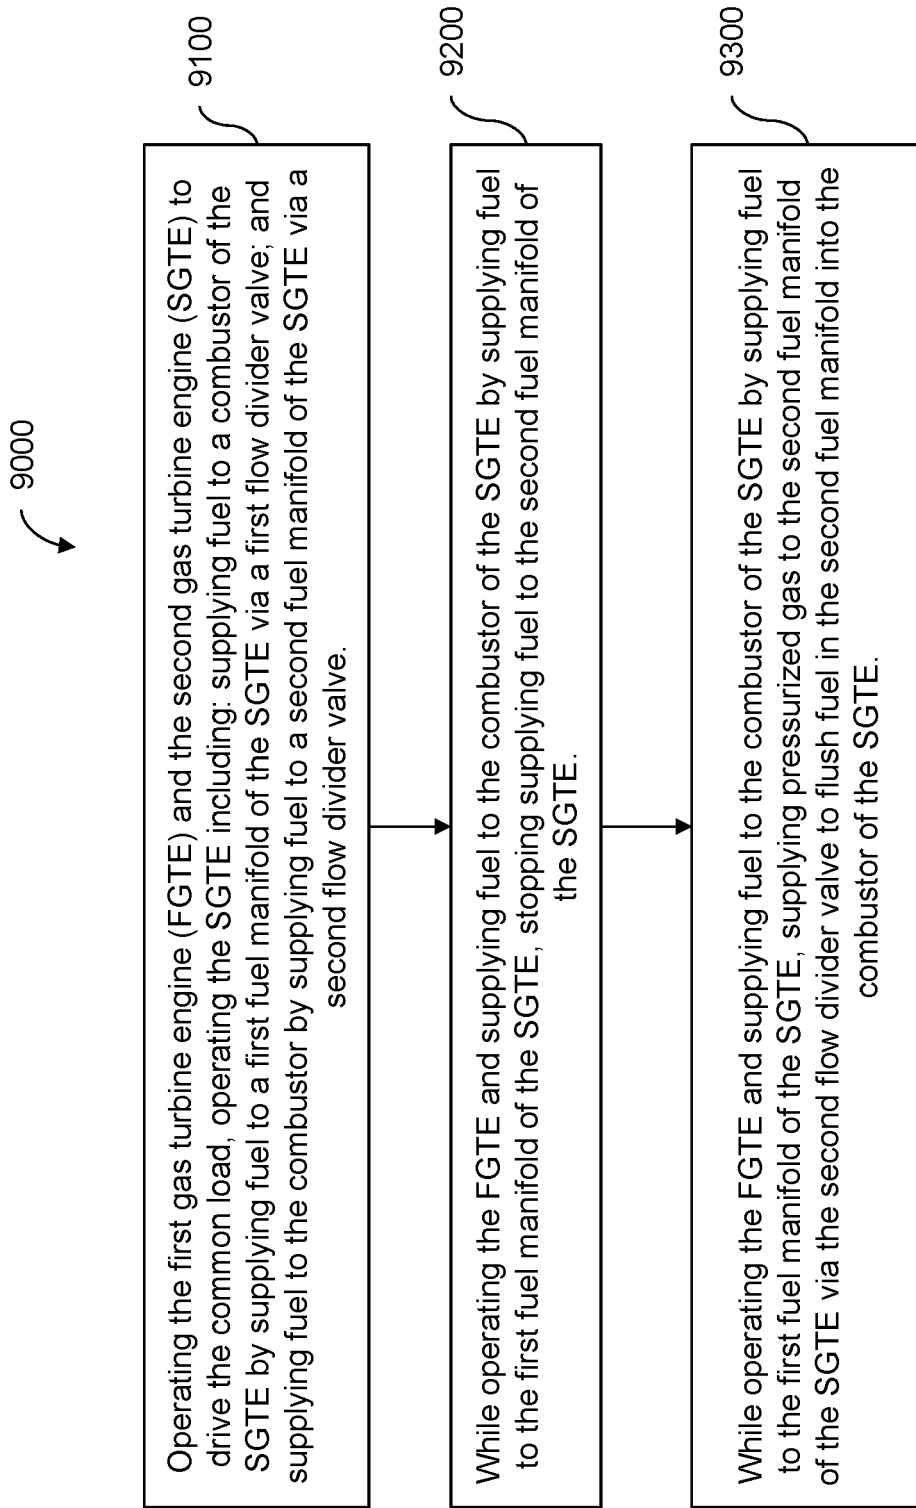 9000
9100
Operating the first gas turbine engine (FGTE) and the second gas turbine engine (SGTE) to
drive the common load, operating the SGTE including: supplying fuel to a combustor of the
SGTE by supplying fuel to a first fuel manifold of the SGTE via a first flow divider valve; and
supplying fuel to the combustor by supplying fuel to a second fuel manifold of the SGTE via a
second flow divider valve.
9200
While operating the FGTE and supplying fuel to the combustor of the SGTE by supplying fuel
to the first fuel manifold of the SGTE, stopping supplying fuel to the second fuel manifold of
the SGTE.
9300
While operating the FGTE and supplying fuel to the combustor of the SGTE by supplying fuel
to the first fuel manifold of the SGTE, supplying pressurized gas to the second fuel manifold
of the SGTE via the second flow divider valve to flush fuel in the second fuel manifold into the
combustor of the SGTE.